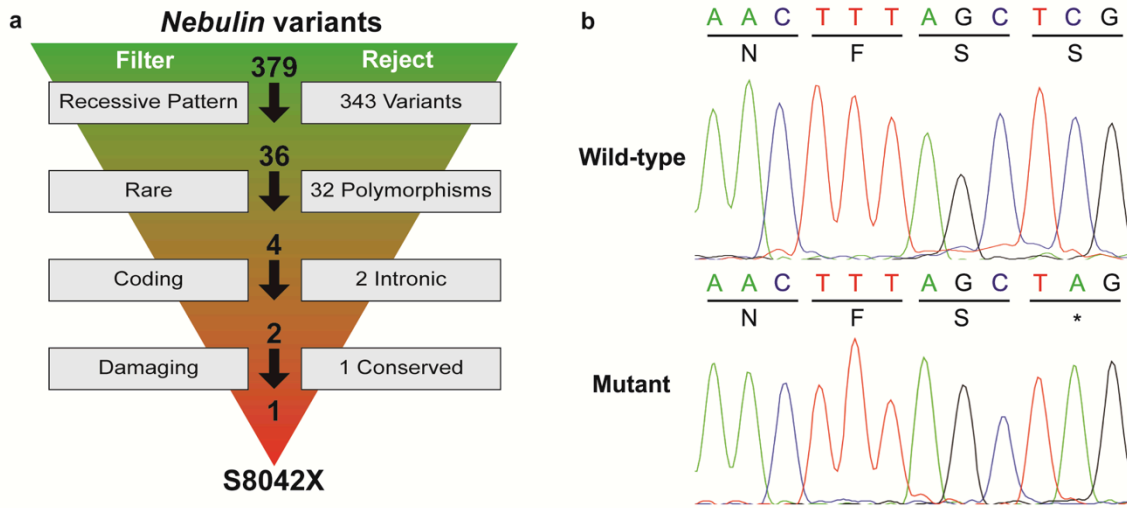 a
Nebulin variants
Filter 379 Reject
Recessive Pattern 343 Variants
36
Rare 32 Polymorphisms
4
Coding 2 Intronic
2
Damaging 1 Conserved
1
S8042X
b
A A C T T T A G C T C G
N F S S
Wild-type
A A C T T T A G C T A G
N F S *
Mutant